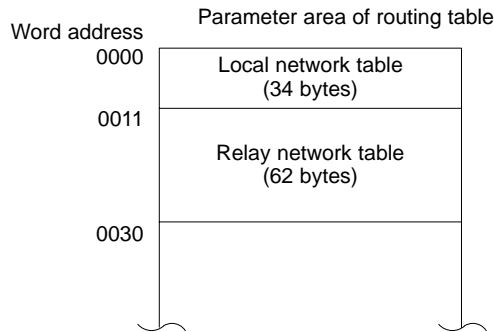 Parameter area of routing table
Word address
0000
Local network table
(34 bytes)
0011
Relay network table
(62 bytes)
0030